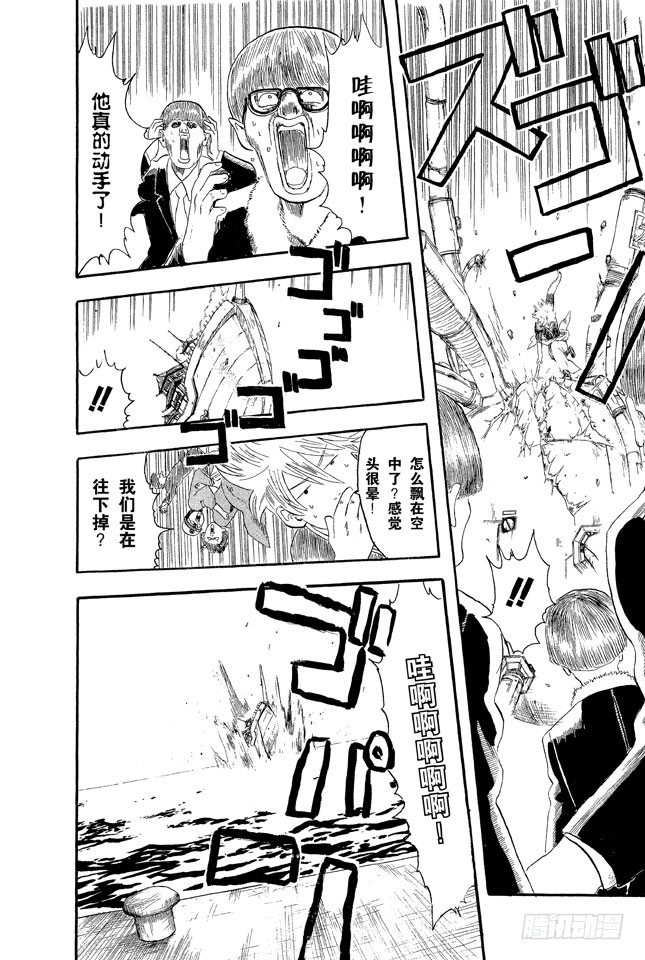 ズゴ
!!
哇啊啊啊啊！
他真的动手了！
ゴゴゴゴゴ
!!
怎么飘在空
中了？感觉
头很晕！
我们是在
往下掉？
哇啊啊啊啊啊！
ザパ
腾讯动漫